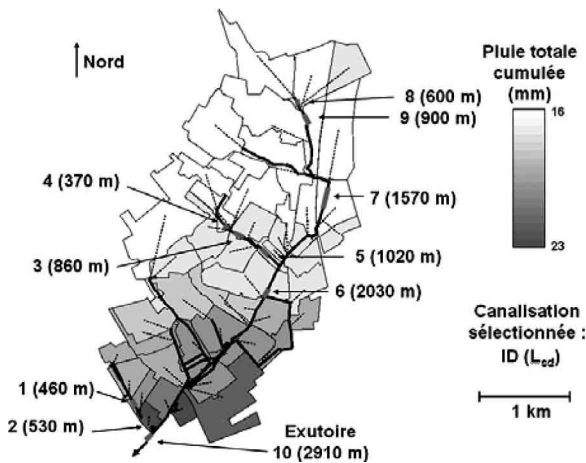 Nord
Pluie totale
cumulée
(mm)
16
23
8 (600 m)
9 (900 m)
4 (370 m)
7 (1570 m)
3 (860 m)
5 (1020 m)
6 (2030 m)
Canalisation
sélectionnée :
ID (Lsd)
1 km
1 (460 m)
2 (530 m)
Exutoire
10 (2910 m)